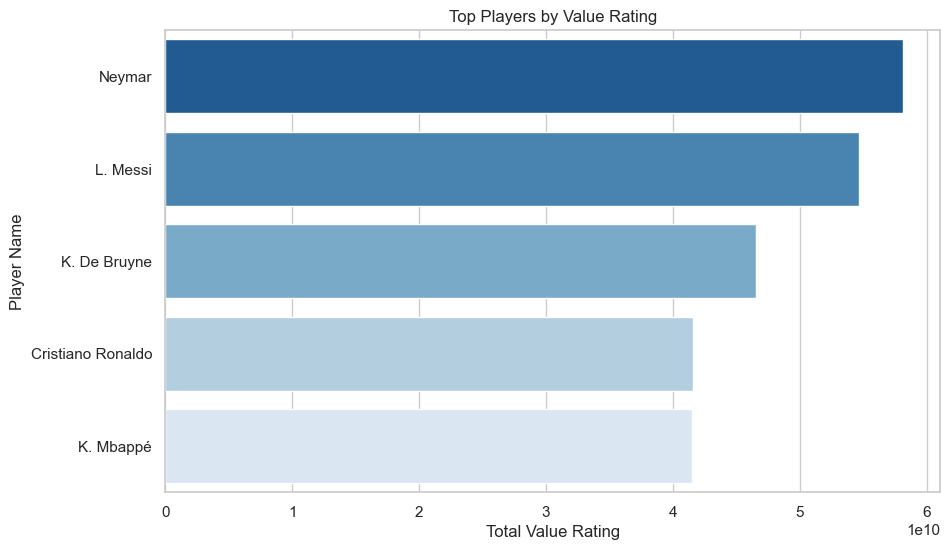 Top Players by Value Rating
Player Name
Neymar
L. Messi
K. De Bruyne
Cristiano Ronaldo
K. Mbappé
0 1 2 3 4 5 6
1e10
Total Value Rating